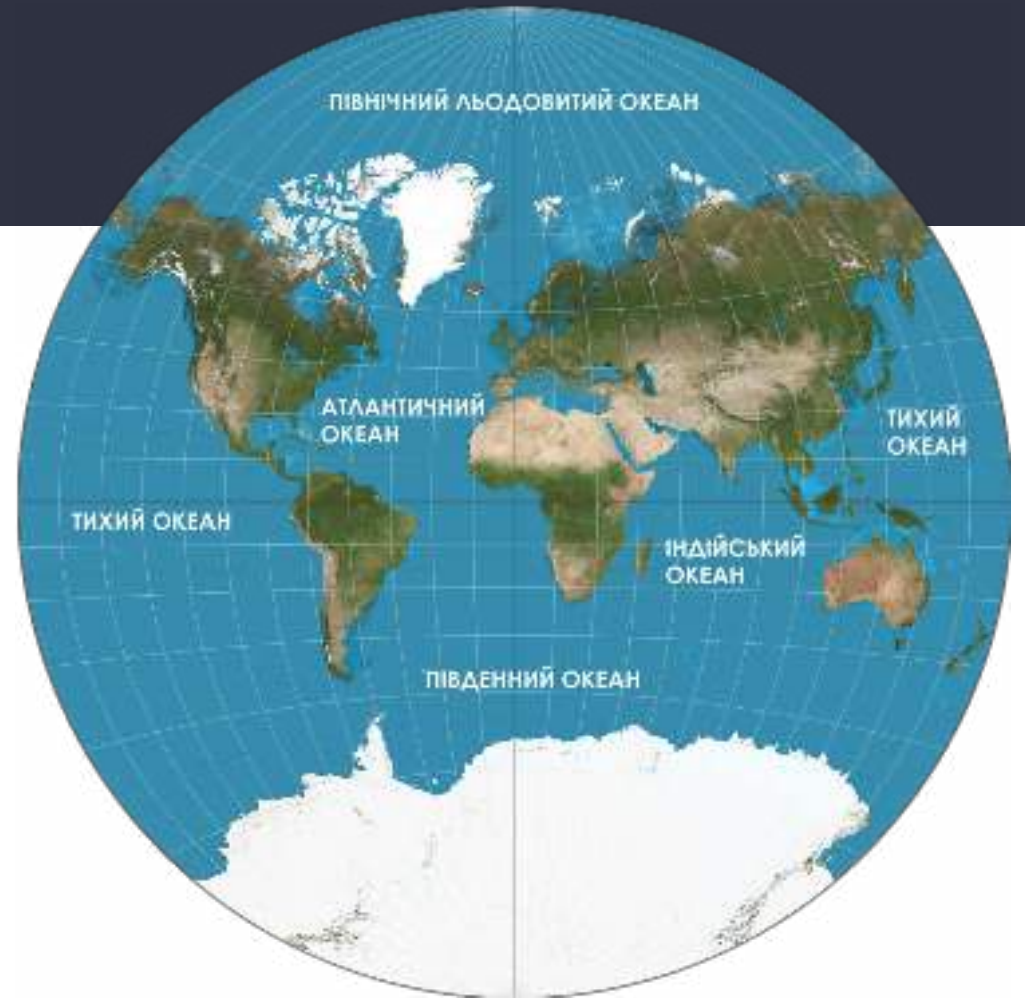 ПІВНІЧНИЙ ЛЬОДОВИТИЙ ОКЕАН
АТЛАНТИЧНИЙ
ОКЕАН
ТИХИЙ
ОКЕАН
ТИХИЙ ОКЕАН
ІНДІЙСЬКИЙ
ОКЕАН
ПІВДЕННИЙ ОКЕАН